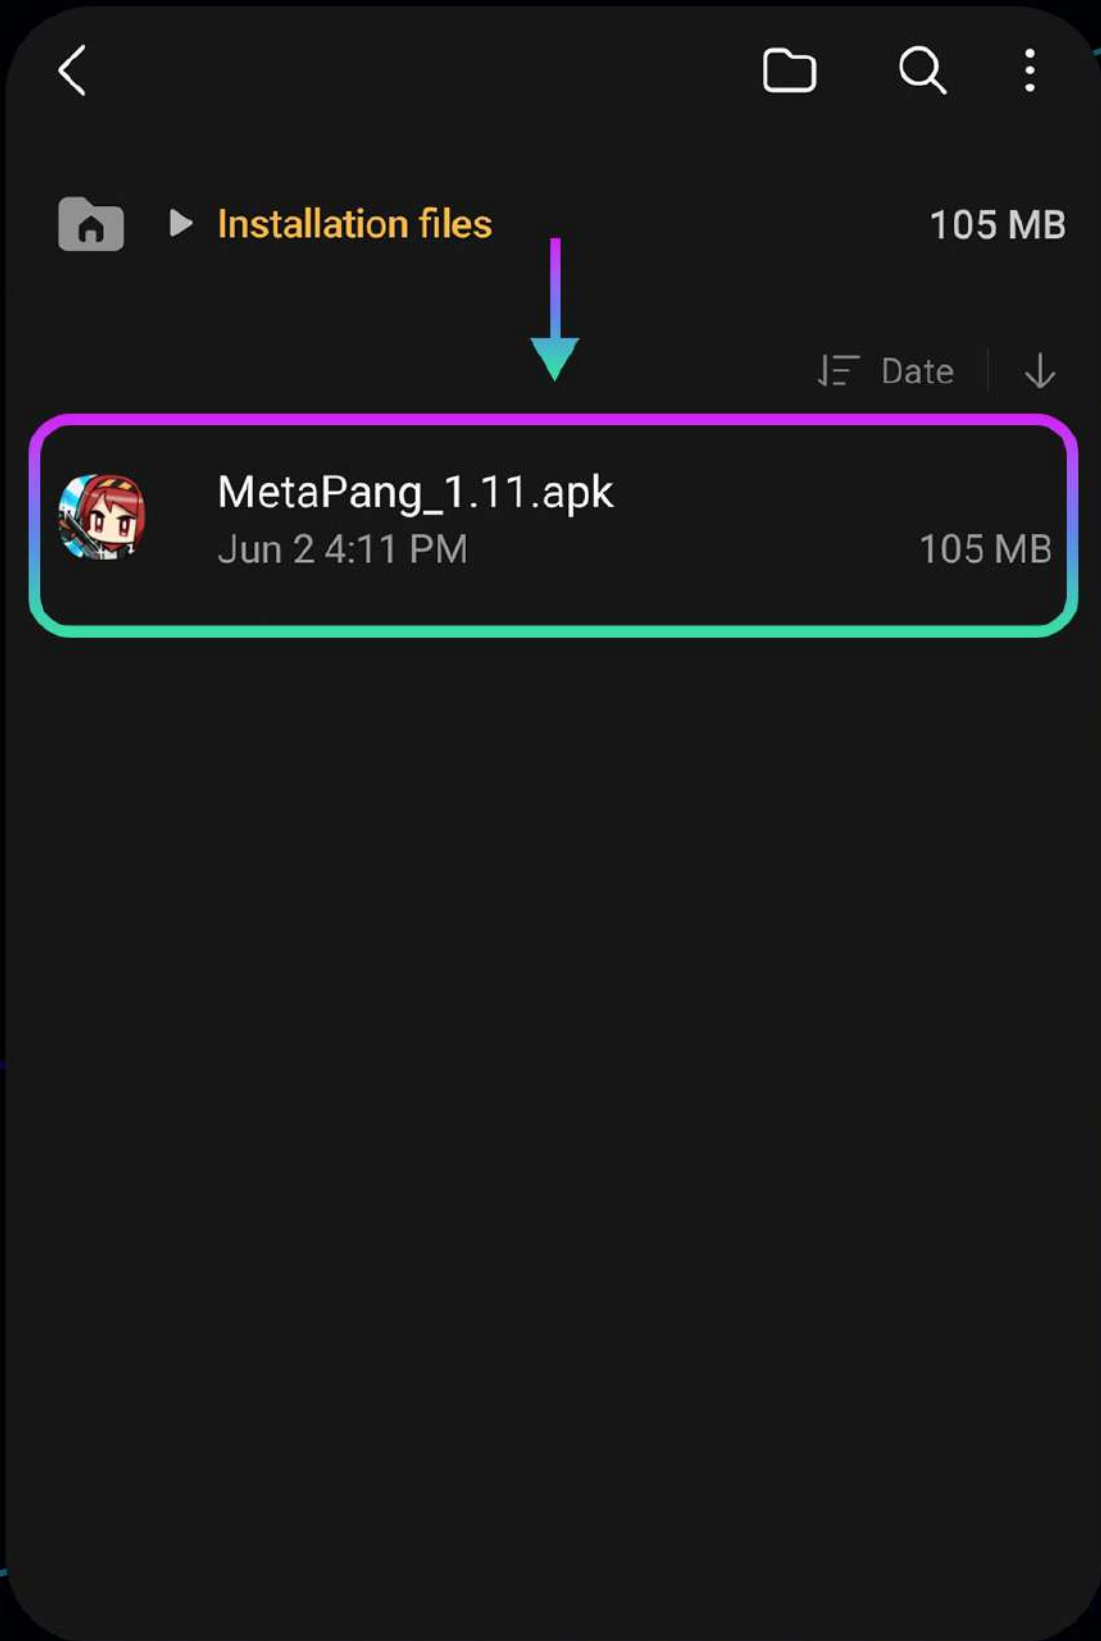 Installation files
105 MB
Date
MetaPang_1.11.apk
Jun 2 4:11 PM
105 MB